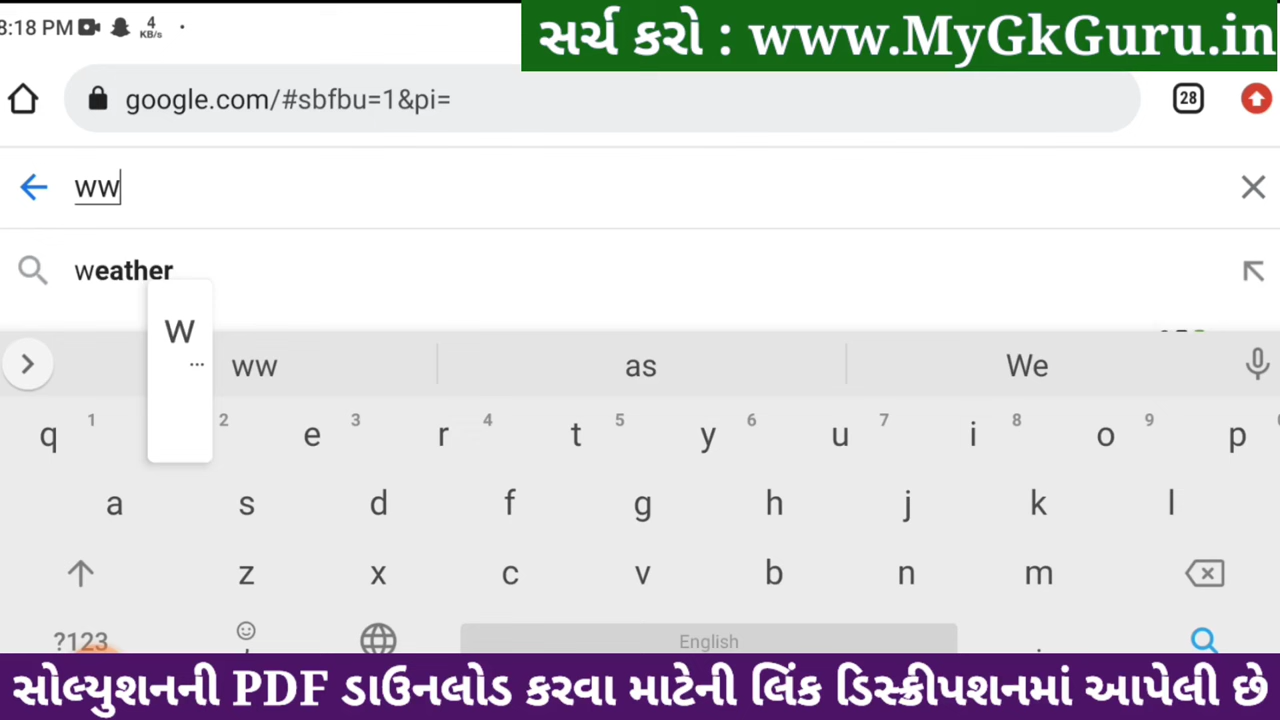 8:18 PM 4 KB/s
સર્ચ કરો : www.MyGkGuru.in
google.com/#sbfbu=1&pi=
28
ww
weather
w
ww as We
q 1 2 e 3 r 4 t 5 y 6 u 7 i 8 o 9 p
a s d f g h j k l
z x c v b n m
?123 English
સોલ્યુશનની PDF ડાઉનલોડ કરવા માટેની લિંક ડિસ્ક્રીપશનમાં આપેલી છે